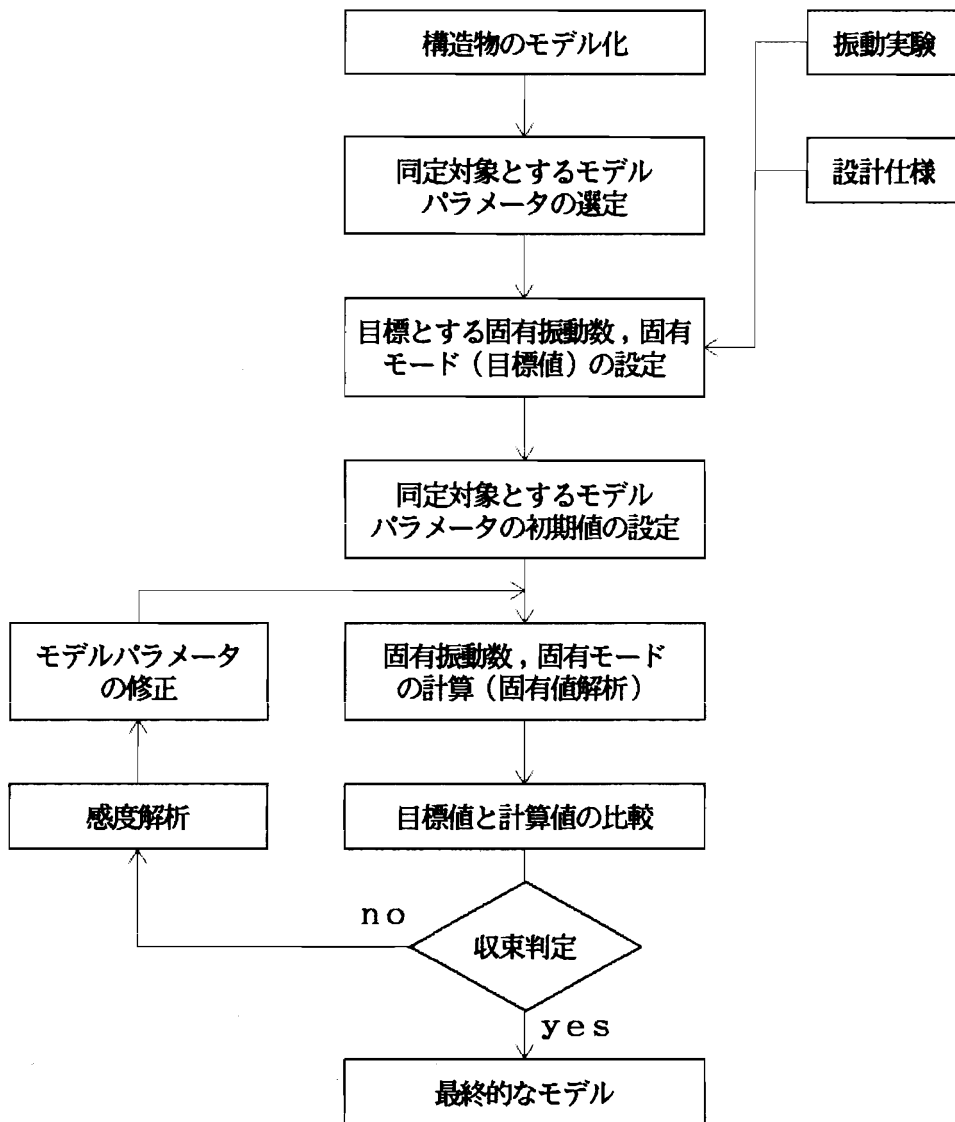 構造物のモデル化
振動実験
同定対象とするモデル
パラメータの選定
設計仕様
目標とする固有振動数，固有
モード（目標値）の設定
同定対象とするモデル
パラメータの初期値の設定
モデルパラメータ
の修正
固有振動数，固有モード
の計算（固有値解析）
感度解析
目標値と計算値の比較
no
収束判定
yes
最終的なモデル